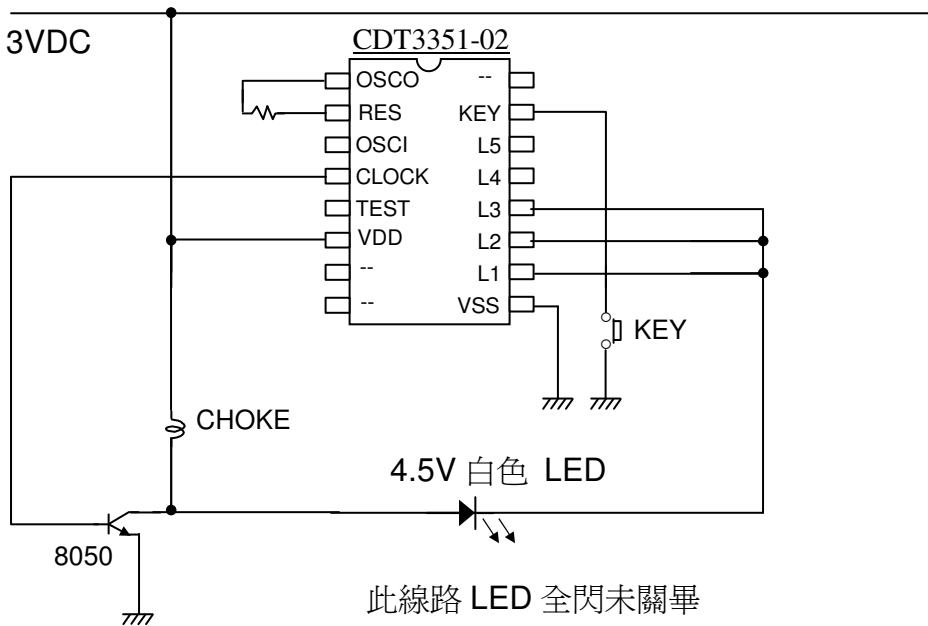 3VDC
CDT3351-02
OSCO
--
RES
KEY
OSCI
L5
CLOCK
L4
TEST
L3
VDD
L2
--
L1
--
VSS
KEY
CHOKE
4.5V 白色 LED
8050
此線路 LED 全閃未關畢